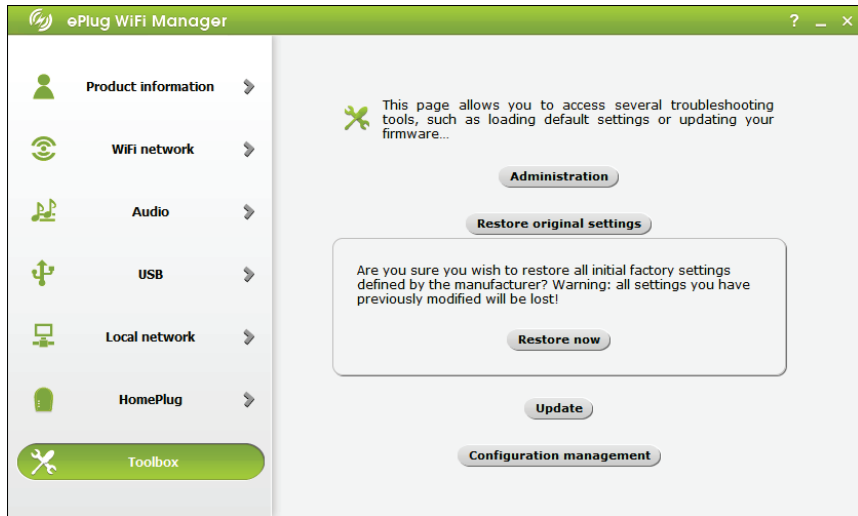 ePlug WiFi Manager
? _ ×
Product information
WiFi network
Audio
USB
Local network
HomePlug
Toolbox
This page allows you to access several troubleshooting
tools, such as loading default settings or updating your
firmware...
Administration
Restore original settings
Are you sure you wish to restore all initial factory settings
defined by the manufacturer? Warning: all settings you have
previously modified will be lost!
Restore now
Update
Configuration management